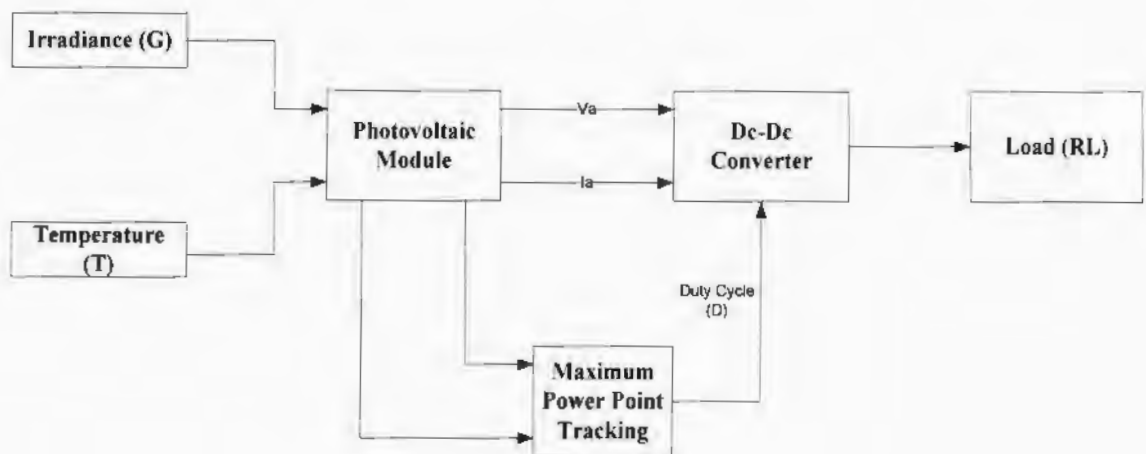 Irradiance (G)
Photovoltaic
Module
Va
Ia
Dc-Dc
Converter
Load (RL)
Temperature
(T)
Duty Cycle
(D)
Maximum
Power Point
Tracking